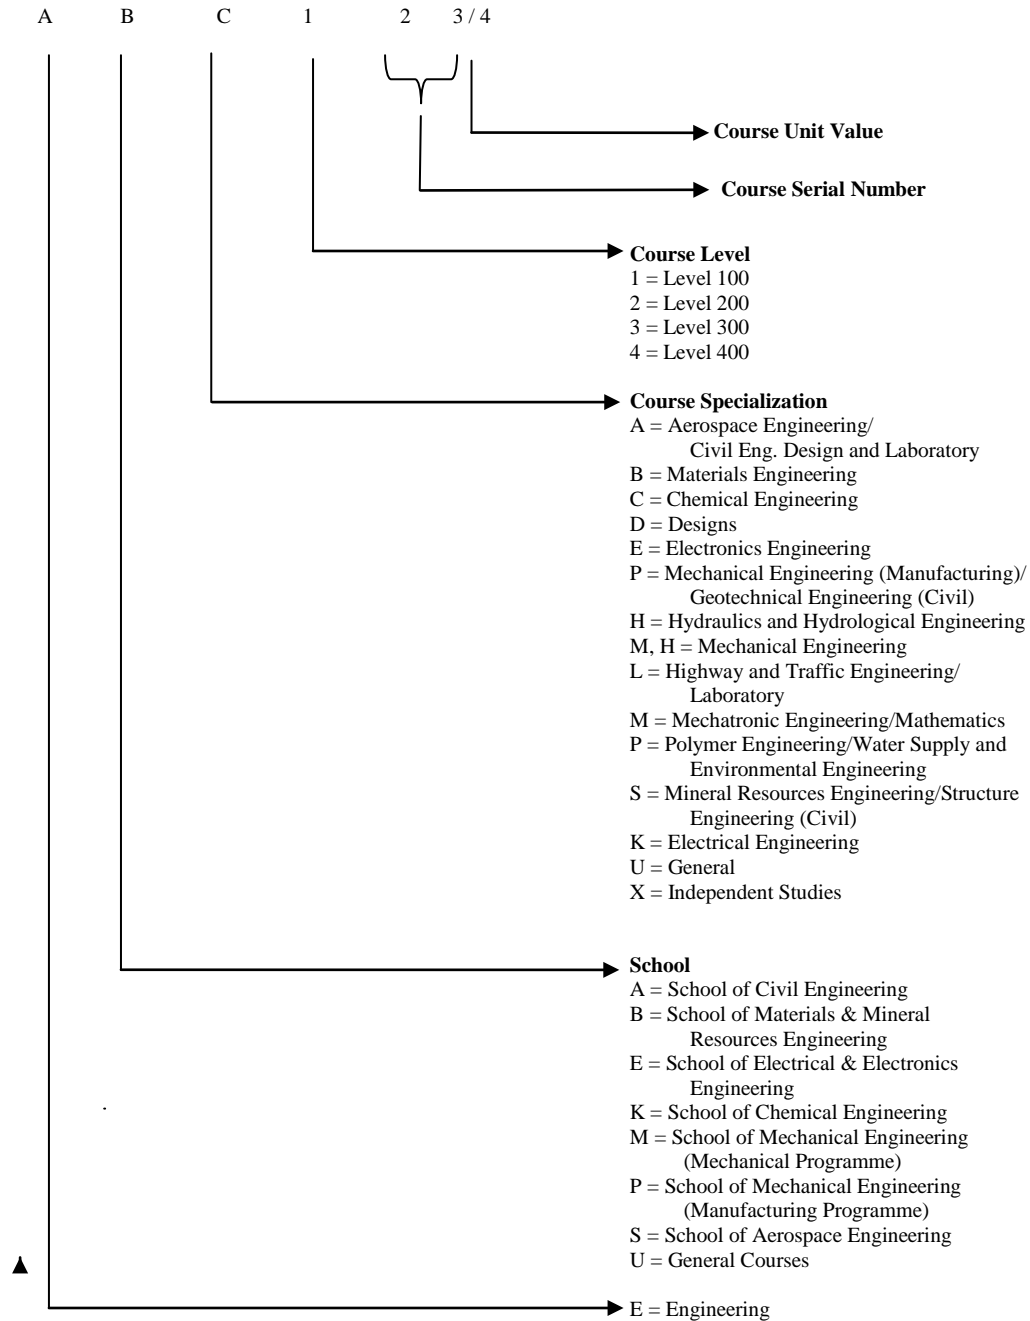 A B C 1 2 3 / 4
Course Unit Value
Course Serial Number
Course Level
1 = Level 100
2 = Level 200
3 = Level 300
4 = Level 400
Course Specialization
A = Aerospace Engineering/
Civil Eng. Design and Laboratory
B = Materials Engineering
C = Chemical Engineering
D = Designs
E = Electronics Engineering
P = Mechanical Engineering (Manufacturing)/
Geotechnical Engineering (Civil)
H = Hydraulics and Hydrological Engineering
M, H = Mechanical Engineering
L = Highway and Traffic Engineering/
Laboratory
M = Mechatronic Engineering/Mathematics
P = Polymer Engineering/Water Supply and
Environmental Engineering
S = Mineral Resources Engineering/Structure
Engineering (Civil)
K = Electrical Engineering
U = General
X = Independent Studies
School
A = School of Civil Engineering
B = School of Materials & Mineral
Resources Engineering
E = School of Electrical & Electronics
Engineering
K = School of Chemical Engineering
M = School of Mechanical Engineering
(Mechanical Programme)
P = School of Mechanical Engineering
(Manufacturing Programme)
S = School of Aerospace Engineering
U = General Courses
E = Engineering